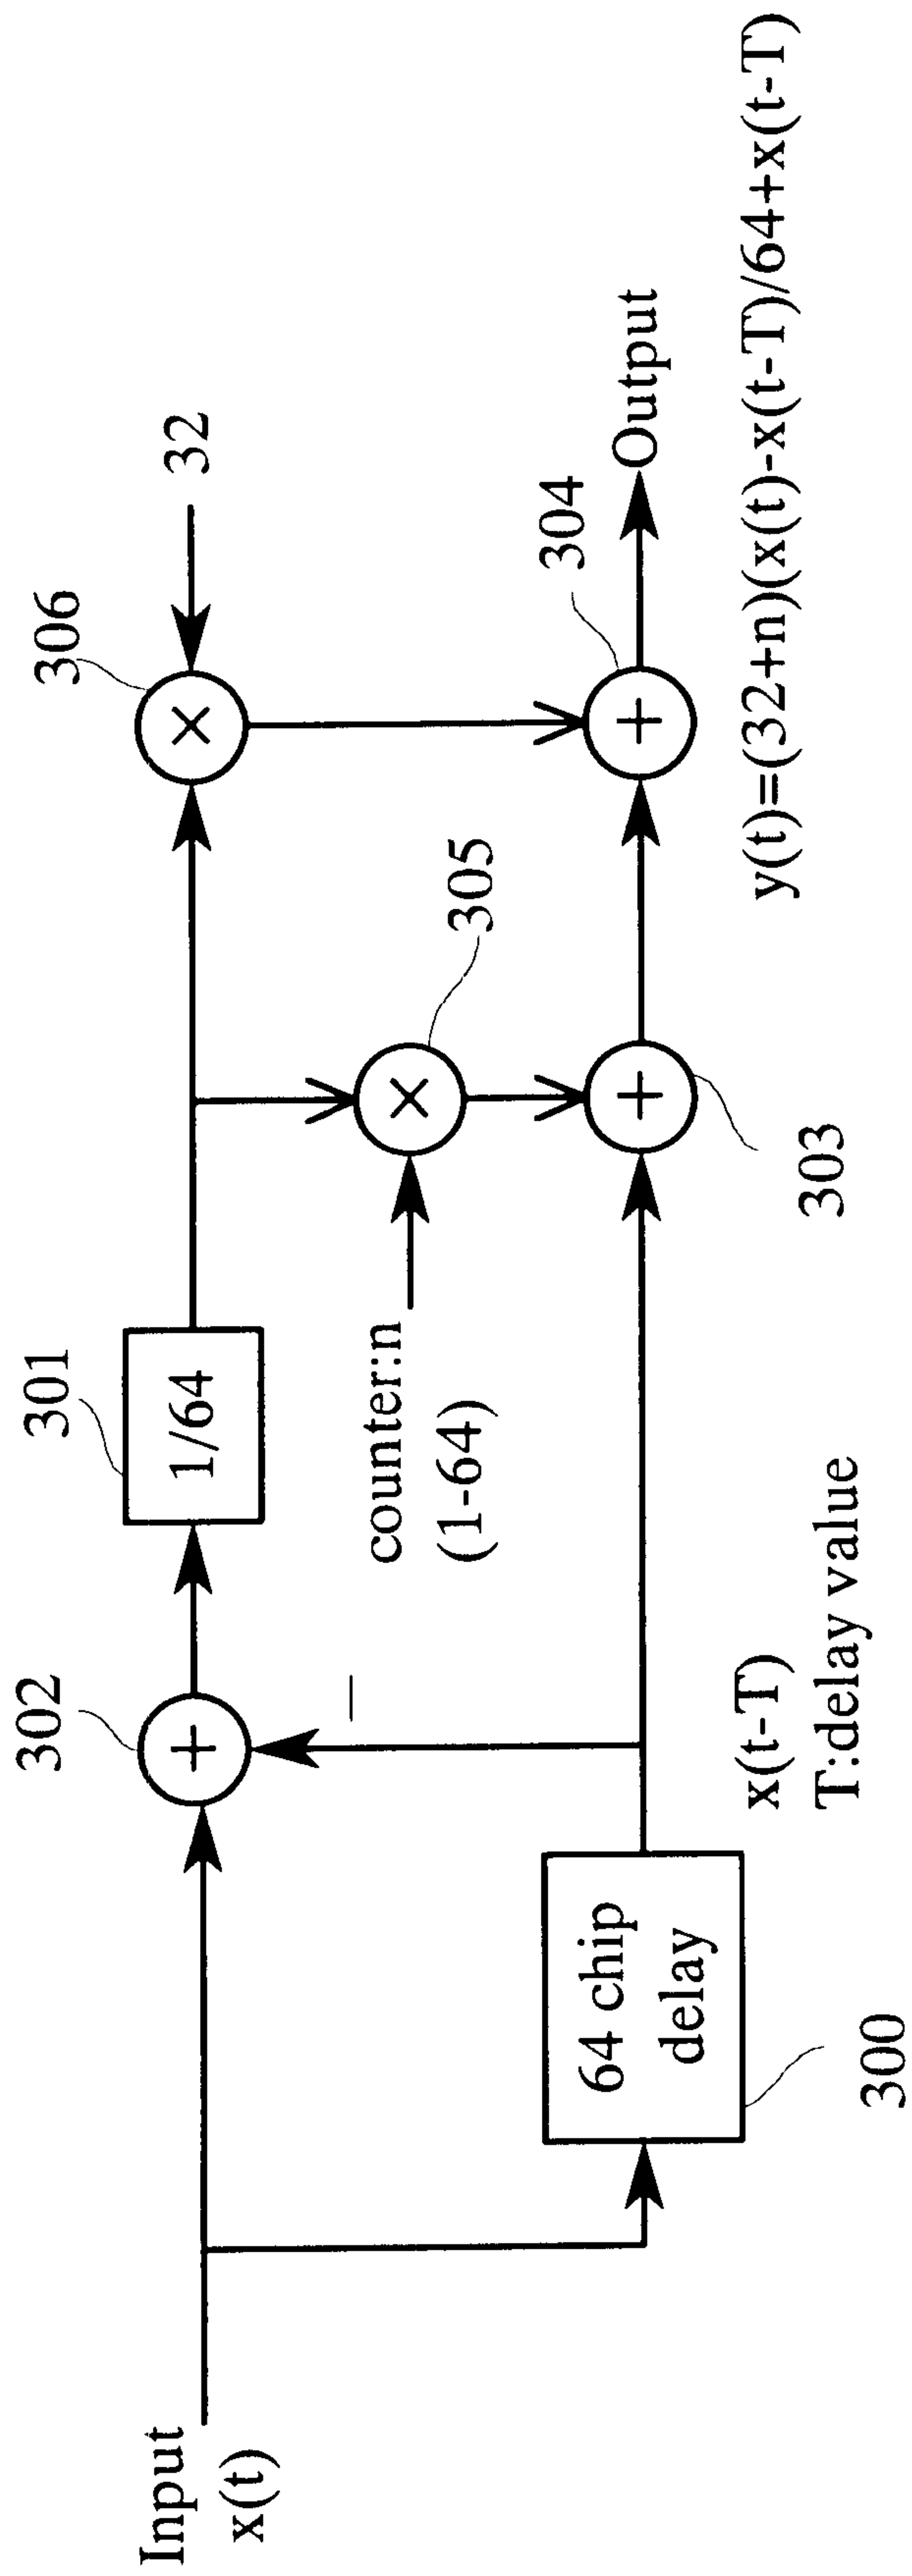 Input
x(t)
302
301
1/64
306
32
counter:n
(1-64)
305
304
Output
64 chip
delay
300
x(t-T)
T:delay value
303
y(t)=(32+n)(x(t)-x(t-T)/64+x(t-T)
+
×
×
+
+
−